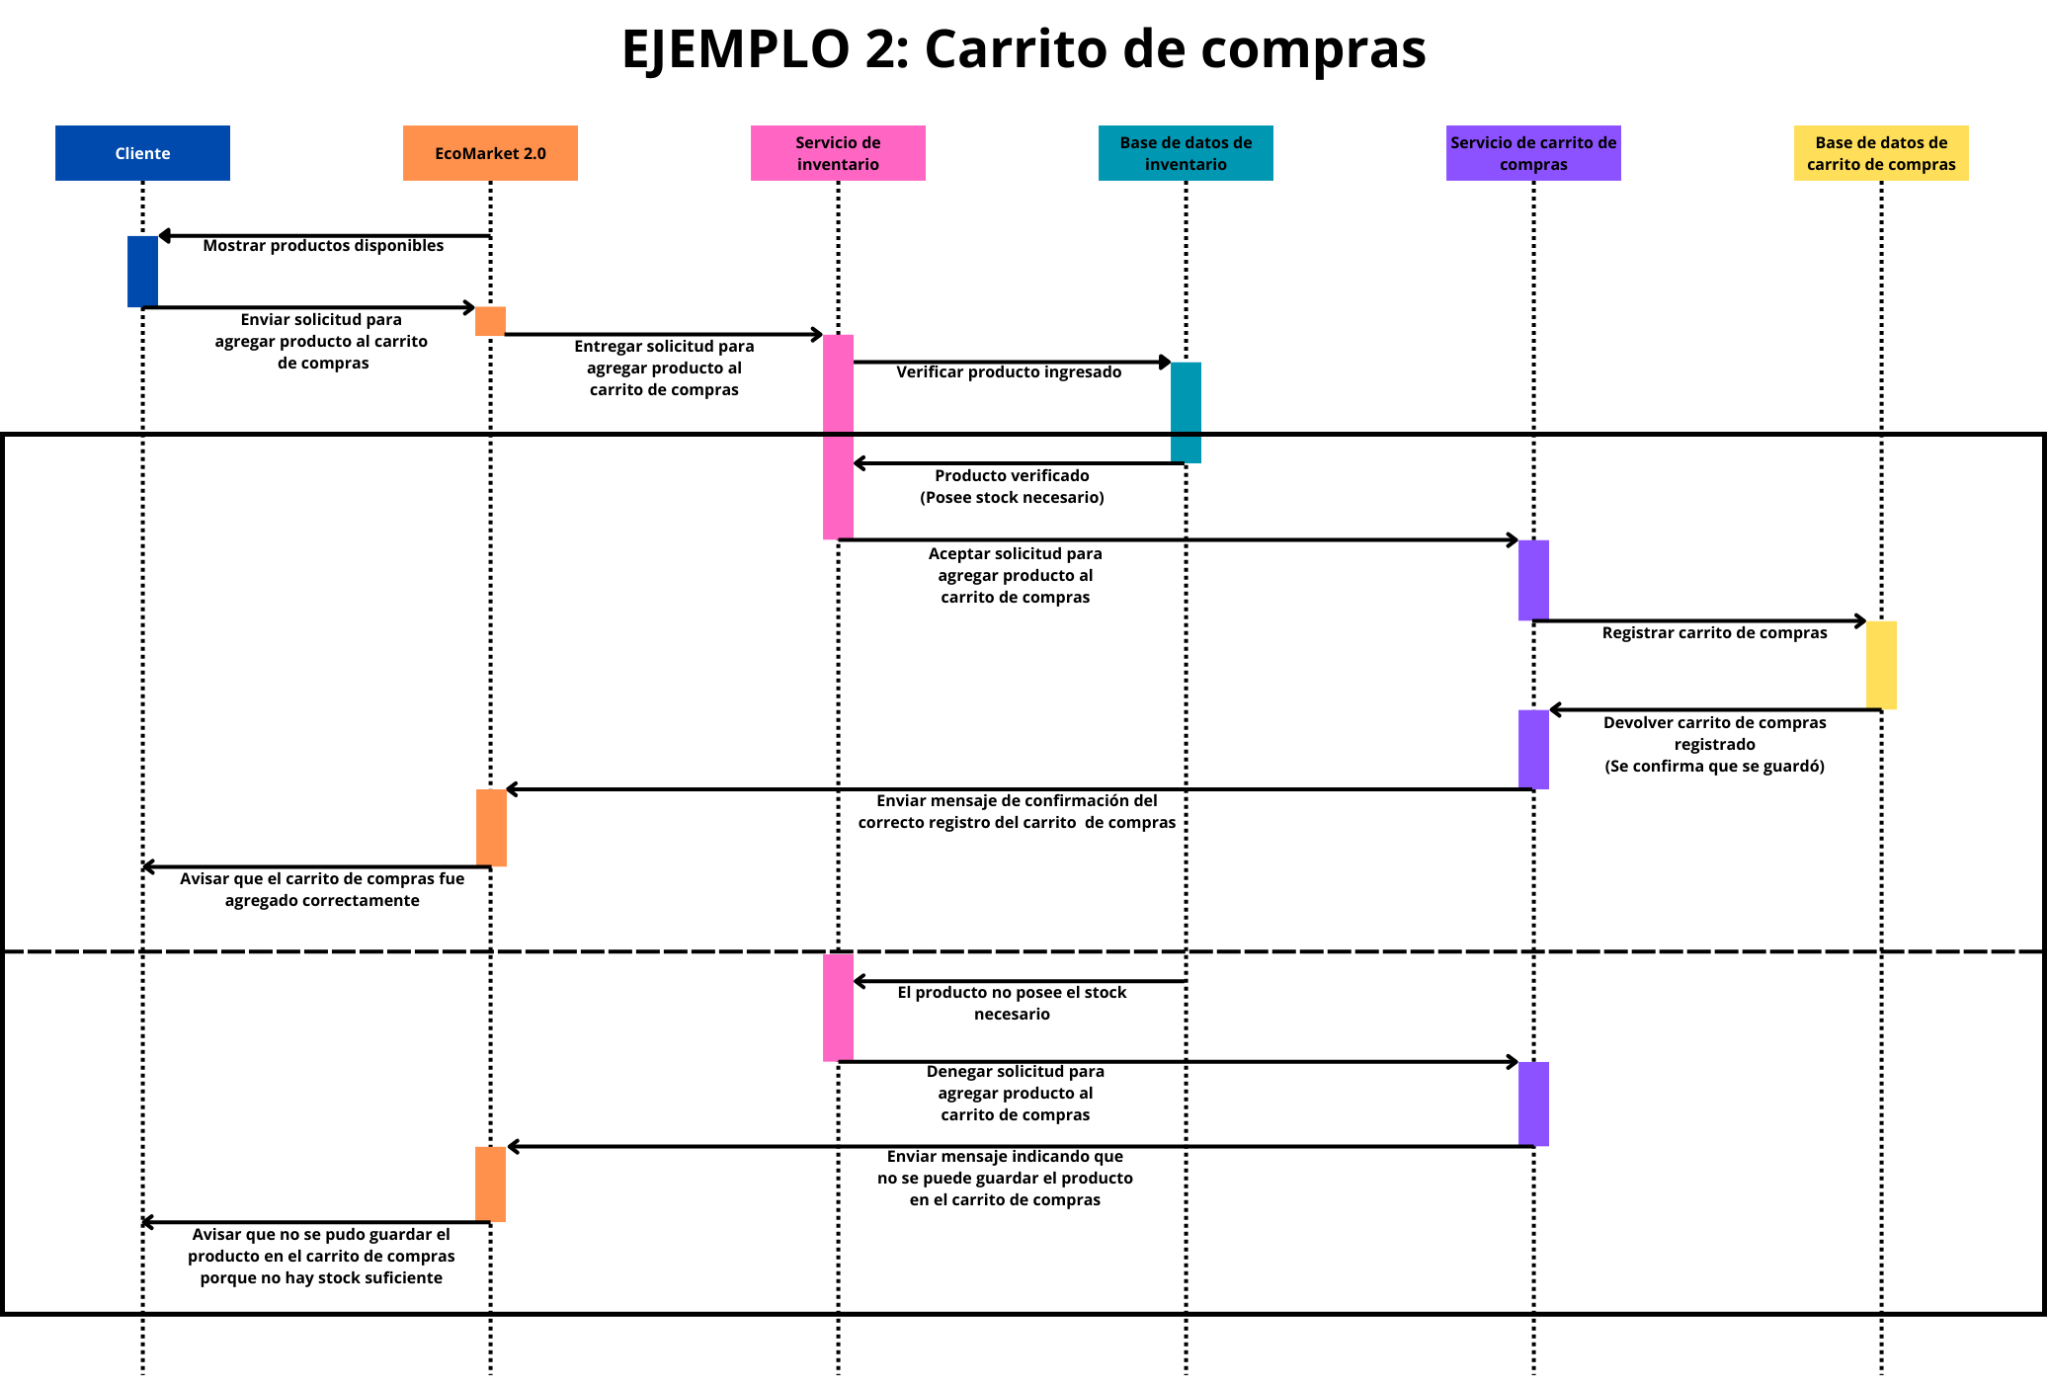 EJEMPLO 2: Carrito de compras
Cliente
EcoMarket 2.0
Servicio de
inventario
Base de datos de
inventario
Servicio de carrito de
compras
Base de datos de
carrito de compras
Mostrar productos disponibles
Enviar solicitud para
agregar producto al carrito
de compras
Entregar solicitud para
agregar producto al
carrito de compras
Verificar producto ingresado
Producto verificado
(Posee stock necesario)
Aceptar solicitud para
agregar producto al
carrito de compras
Registrar carrito de compras
Devolver carrito de compras
registrado
(Se confirma que se guardó)
Enviar mensaje de confirmación del
correcto registro del carrito de compras
Avisar que el carrito de compras fue
agregado correctamente
El producto no posee el stock
necesario
Denegar solicitud para
agregar producto al
carrito de compras
Enviar mensaje indicando que
no se puede guardar el producto
en el carrito de compras
Avisar que no se pudo guardar el
producto en el carrito de compras
porque no hay stock suficiente